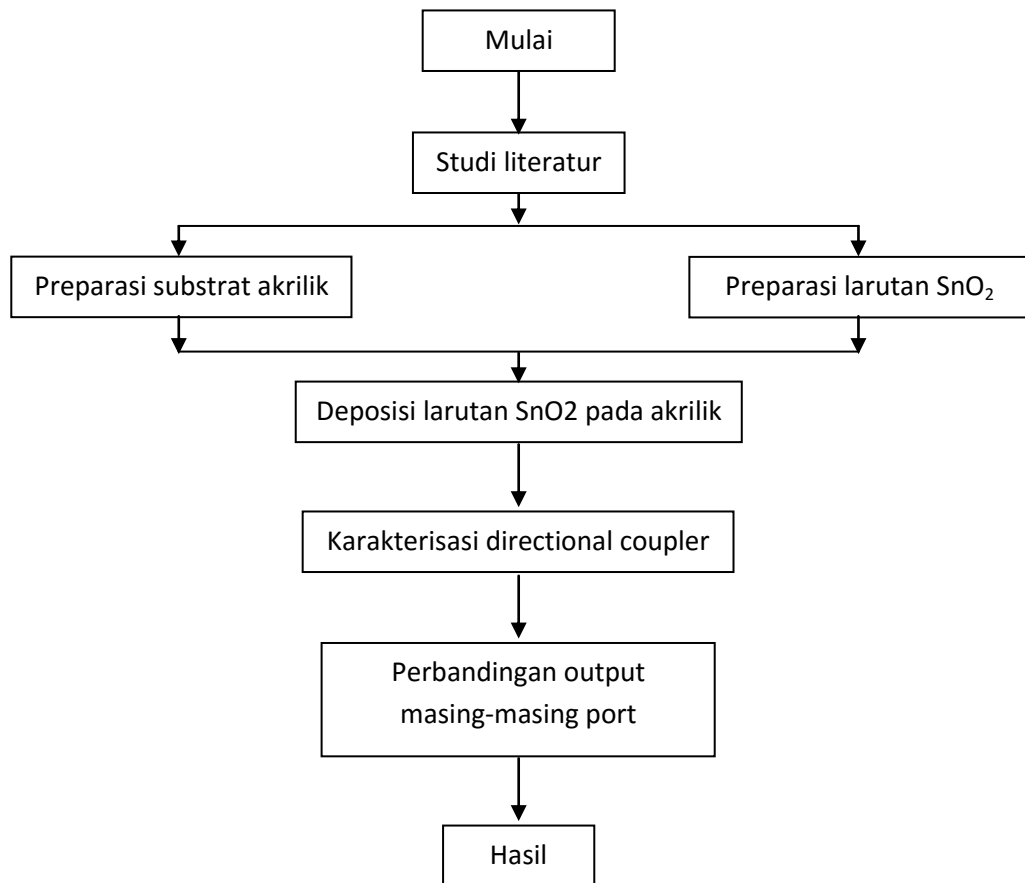 Mulai
Studi literatur
Preparasi substrat akrilik
Preparasi larutan SnO₂
Deposisi larutan SnO2 pada akrilik
Karakterisasi directional coupler
Perbandingan output
masing-masing port
Hasil